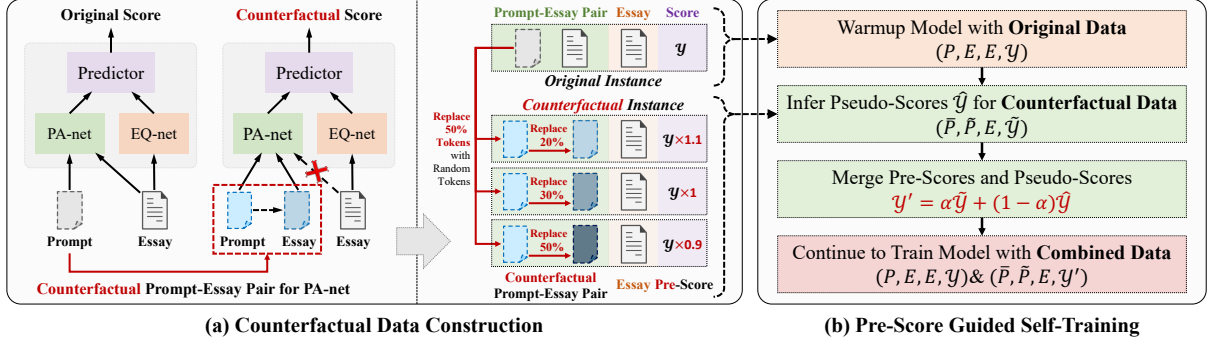 Original Score
Counterfactual Score
Predictor
Predictor
PA-net
EQ-net
PA-net
EQ-net
Prompt
Essay
Prompt
Essay
Essay
Counterfactual Prompt-Essay Pair for PA-net
Prompt-Essay Pair
Essay
Score
𝒴
Original Instance
Counterfactual Instance
Replace
50%
Tokens
with
Random
Tokens
Replace
20%
𝒴×1.1
Replace
30%
𝒴×1
Replace
50%
𝒴×0.9
Counterfactual
Prompt-Essay Pair
Essay
Pre-Score
(a) Counterfactual Data Construction
Warmup Model with Original Data
(P, E, E, 𝒴)
Infer Pseudo-Scores 𝒴̂ for Counterfactual Data
(P̄, P̃, E, 𝒴̃)
Merge Pre-Scores and Pseudo-Scores
𝒴′ = α𝒴̃ + (1 − α)𝒴̂
Continue to Train Model with Combined Data
(P, E, E, 𝒴)& (P̄, P̃, E, 𝒴′)
(b) Pre-Score Guided Self-Training